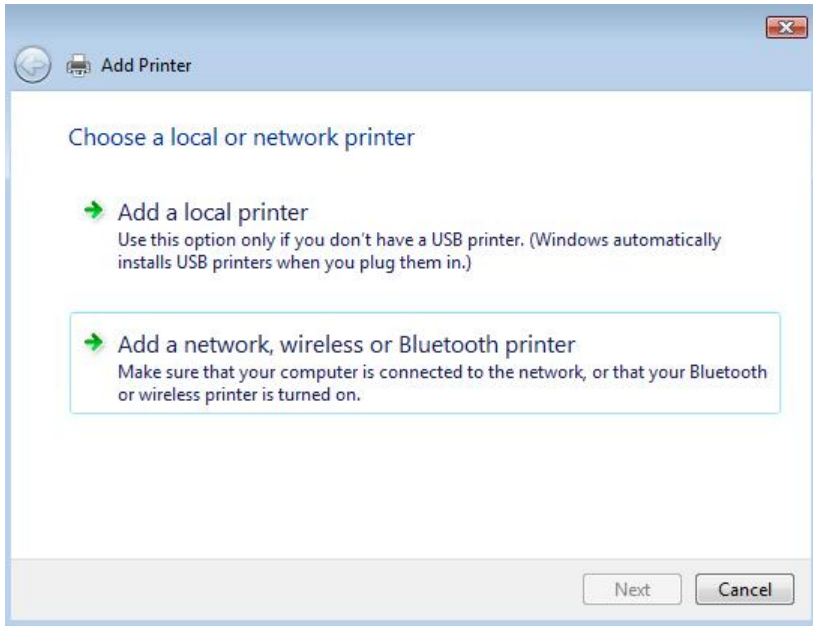 Add Printer
Choose a local or network printer
Add a local printer
Use this option only if you don't have a USB printer. (Windows automatically
installs USB printers when you plug them in.)
Add a network, wireless or Bluetooth printer
Make sure that your computer is connected to the network, or that your Bluetooth
or wireless printer is turned on.
Next Cancel